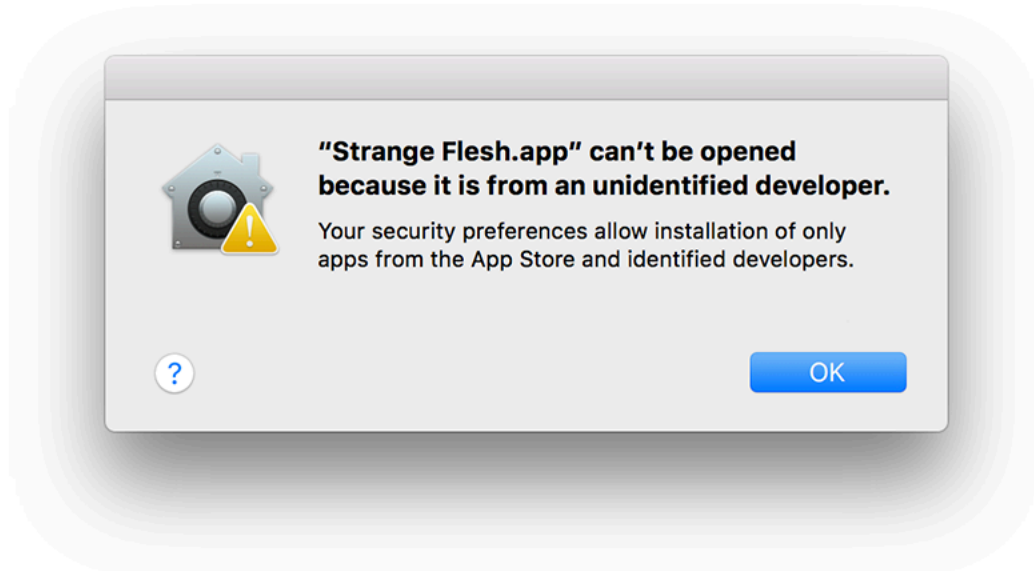 “Strange Flesh.app” can't be opened
because it is from an unidentified developer.
Your security preferences allow installation of only
apps from the App Store and identified developers.
?
OK